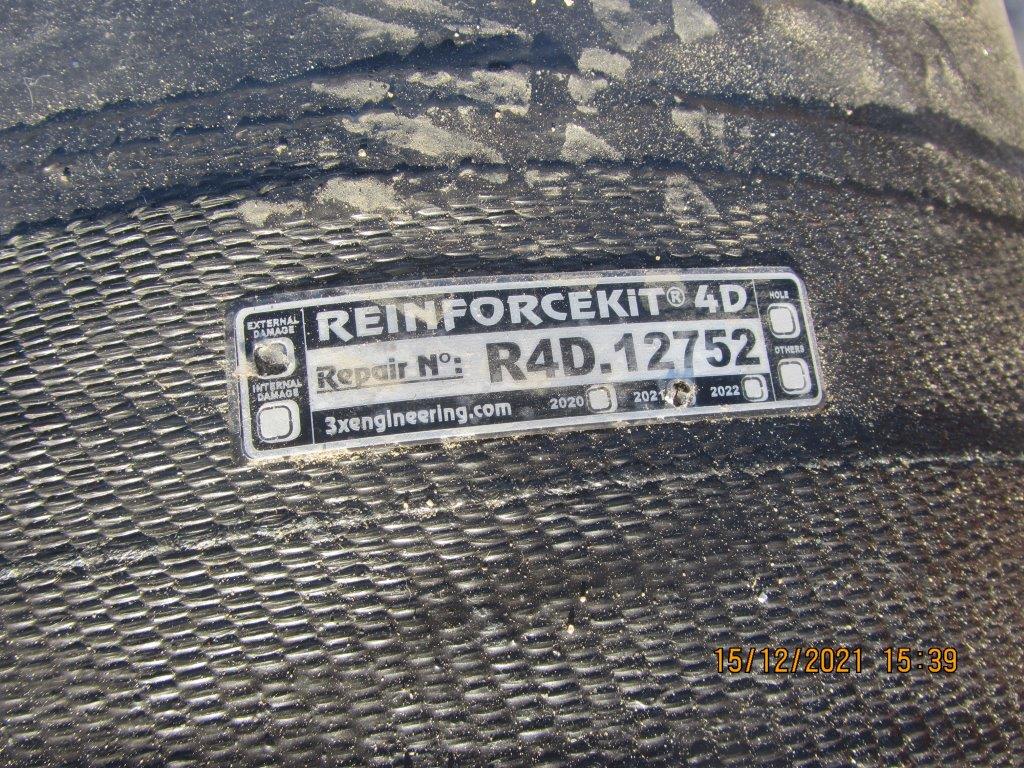 REINFORCEKiT® 4D
EXTERNAL DAMAGE
INTERNAL DAMAGE
Repair Nº: R4D.12752
3xengineering.com
2020
2021
2022
HOLE
OTHERS
15/12/2021 15:39